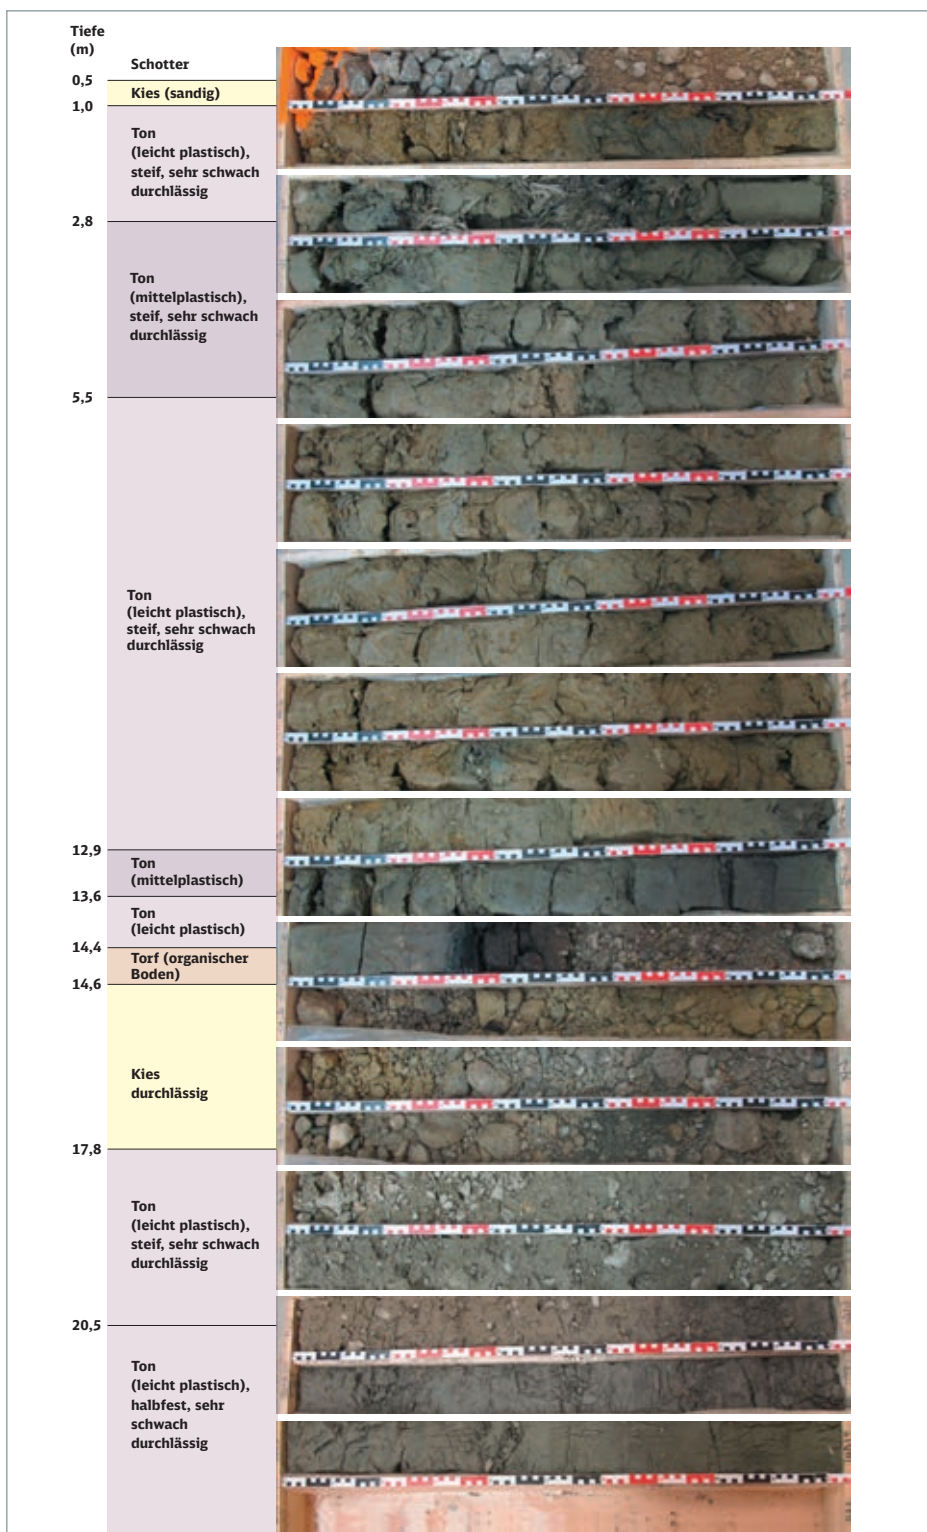 Tiefe
(m)
Schotter
0,5
Kies (sandig)
1,0
Ton
(leicht plastisch),
steif, sehr schwach
durchlässig
2,8
Ton
(mittelplastisch),
steif, sehr schwach
durchlässig
5,5
Ton
(leicht plastisch),
steif, sehr schwach
durchlässig
12,9
Ton
(mittelplastisch)
13,6
Ton
(leicht plastisch)
14,4
Torf (organischer
Boden)
14,6
Kies
durchlässig
17,8
Ton
(leicht plastisch),
steif, sehr schwach
durchlässig
20,5
Ton
(leicht plastisch),
halbfest, sehr
schwach
durchlässig